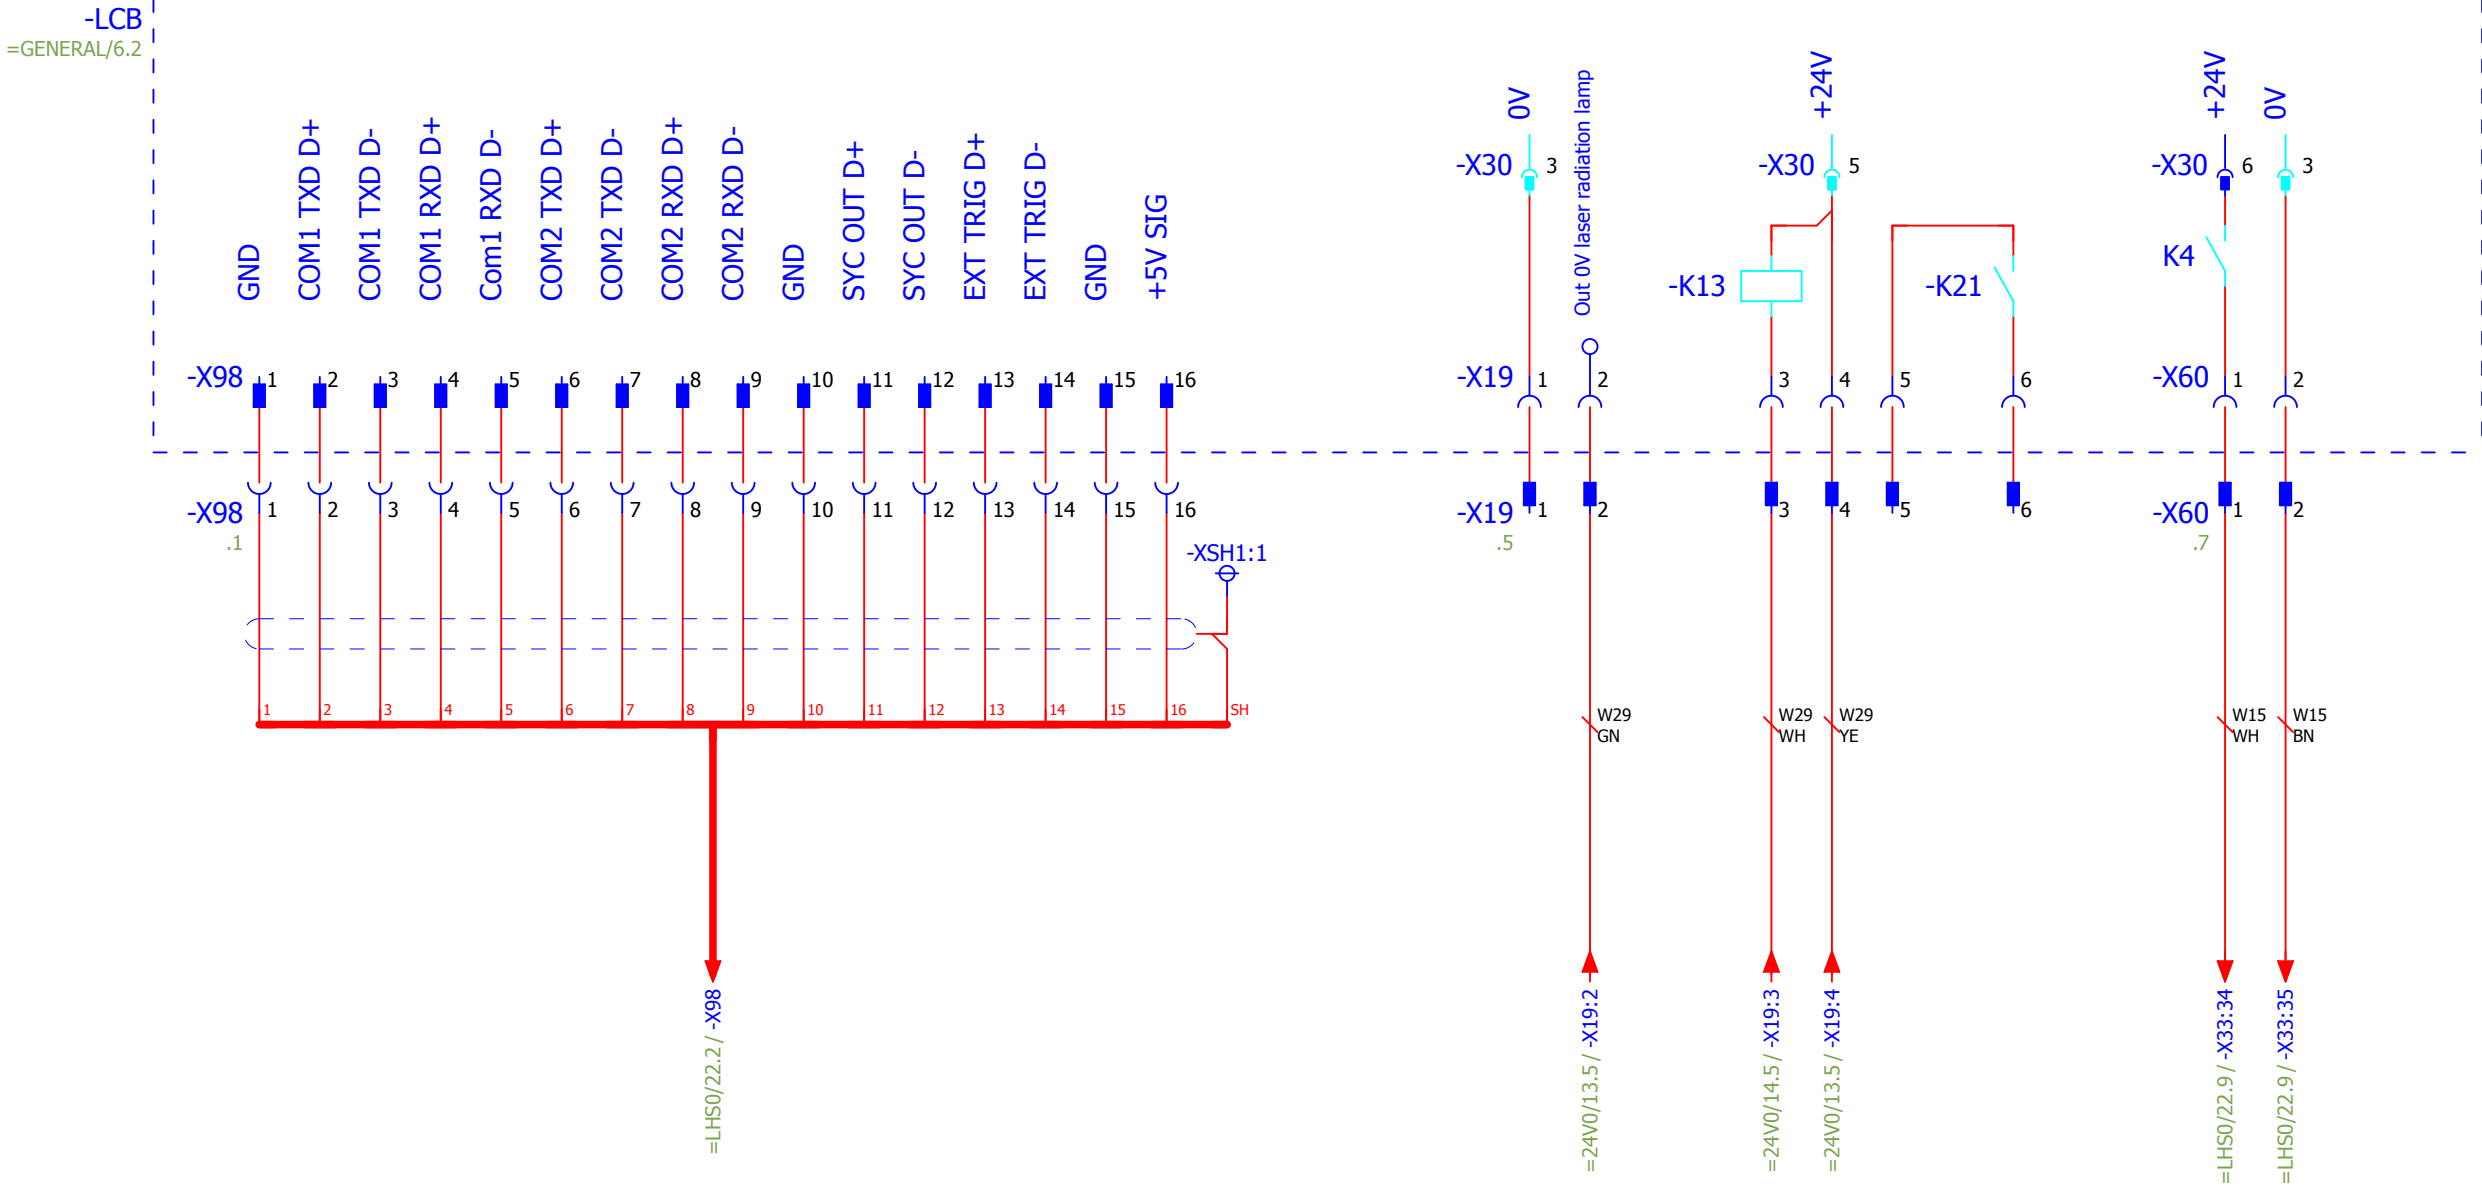 -LCB
=GENERAL/6.2
GND
COM1 TXD D+
COM1 TXD D-
COM1 RXD D+
Com1 RXD D-
COM2 TXD D+
COM2 TXD D-
COM2 RXD D+
COM2 RXD D-
GND
SYC OUT D+
SYC OUT D-
EXT TRIG D+
EXT TRIG D-
GND
+5V SIG
0V
Out 0V laser radiation lamp
+24V
+24V
0V
-X30 3
-X30 5
-X30 6 3
-K13
-K21
K4
-X98 1 2 3 4 5 6 7 8 9 10 11 12 13 14 15 16
-X19 1 2 3 4 5 6
-X60 1 2
-X98 1 2 3 4 5 6 7 8 9 10 11 12 13 14 15 16
.1
-X19 1 2 3 4 5 6
.5
-X60 1 2
.7
-XSH1:1
1 2 3 4 5 6 7 8 9 10 11 12 13 14 15 16 SH
W29
GN
W29
WH
W29
YE
W15
WH
W15
BN
=LHS0/22.2 / -X98
=24V0/13.5 / -X19:2
=24V0/14.5 / -X19:3
=24V0/13.5 / -X19:4
=LHS0/22.9 / -X33:34
=LHS0/22.9 / -X33:35